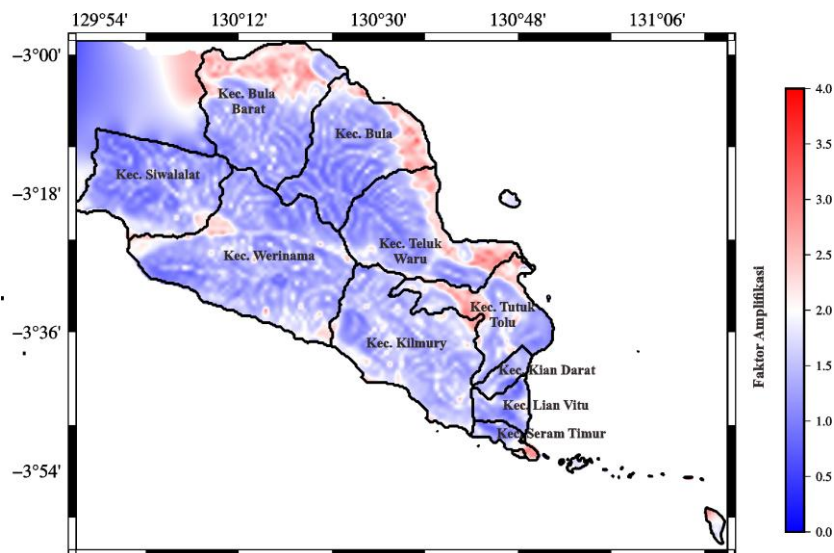 129°54' 130°12' 130°30' 130°48' 131°06'
−3°00'
−3°18'
−3°36'
−3°54'
Kec. Bula
Barat
Kec. Bula
Kec. Siwalalat
Kec. Teluk
Waru
Kec. Werinama
Kec. Tutuk
Tolu
Kec. Kilmury
Kec. Kian Darat
Kec. Lian Vitu
Kec. Seram Timur
4.0
3.5
3.0
2.5
2.0
1.5
1.0
0.5
0.0
Faktor Amplifikasi